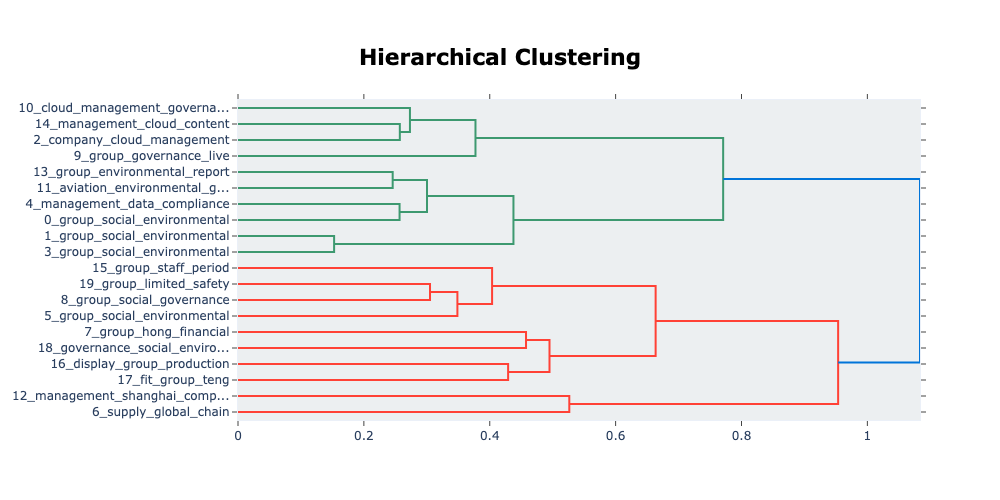 Hierarchical Clustering
10_cloud_management_governa...
14_management_cloud_content
2_company_cloud_management
9_group_governance_live
13_group_environmental_report
11_aviation_environmental_g...
4_management_data_compliance
0_group_social_environmental
1_group_social_environmental
3_group_social_environmental
15_group_staff_period
19_group_limited_safety
8_group_social_governance
5_group_social_environmental
7_group_hong_financial
18_governance_social_enviro...
16_display_group_production
17_fit_group_teng
12_management_shanghai_comp...
6_supply_global_chain
0 0.2 0.4 0.6 0.8 1